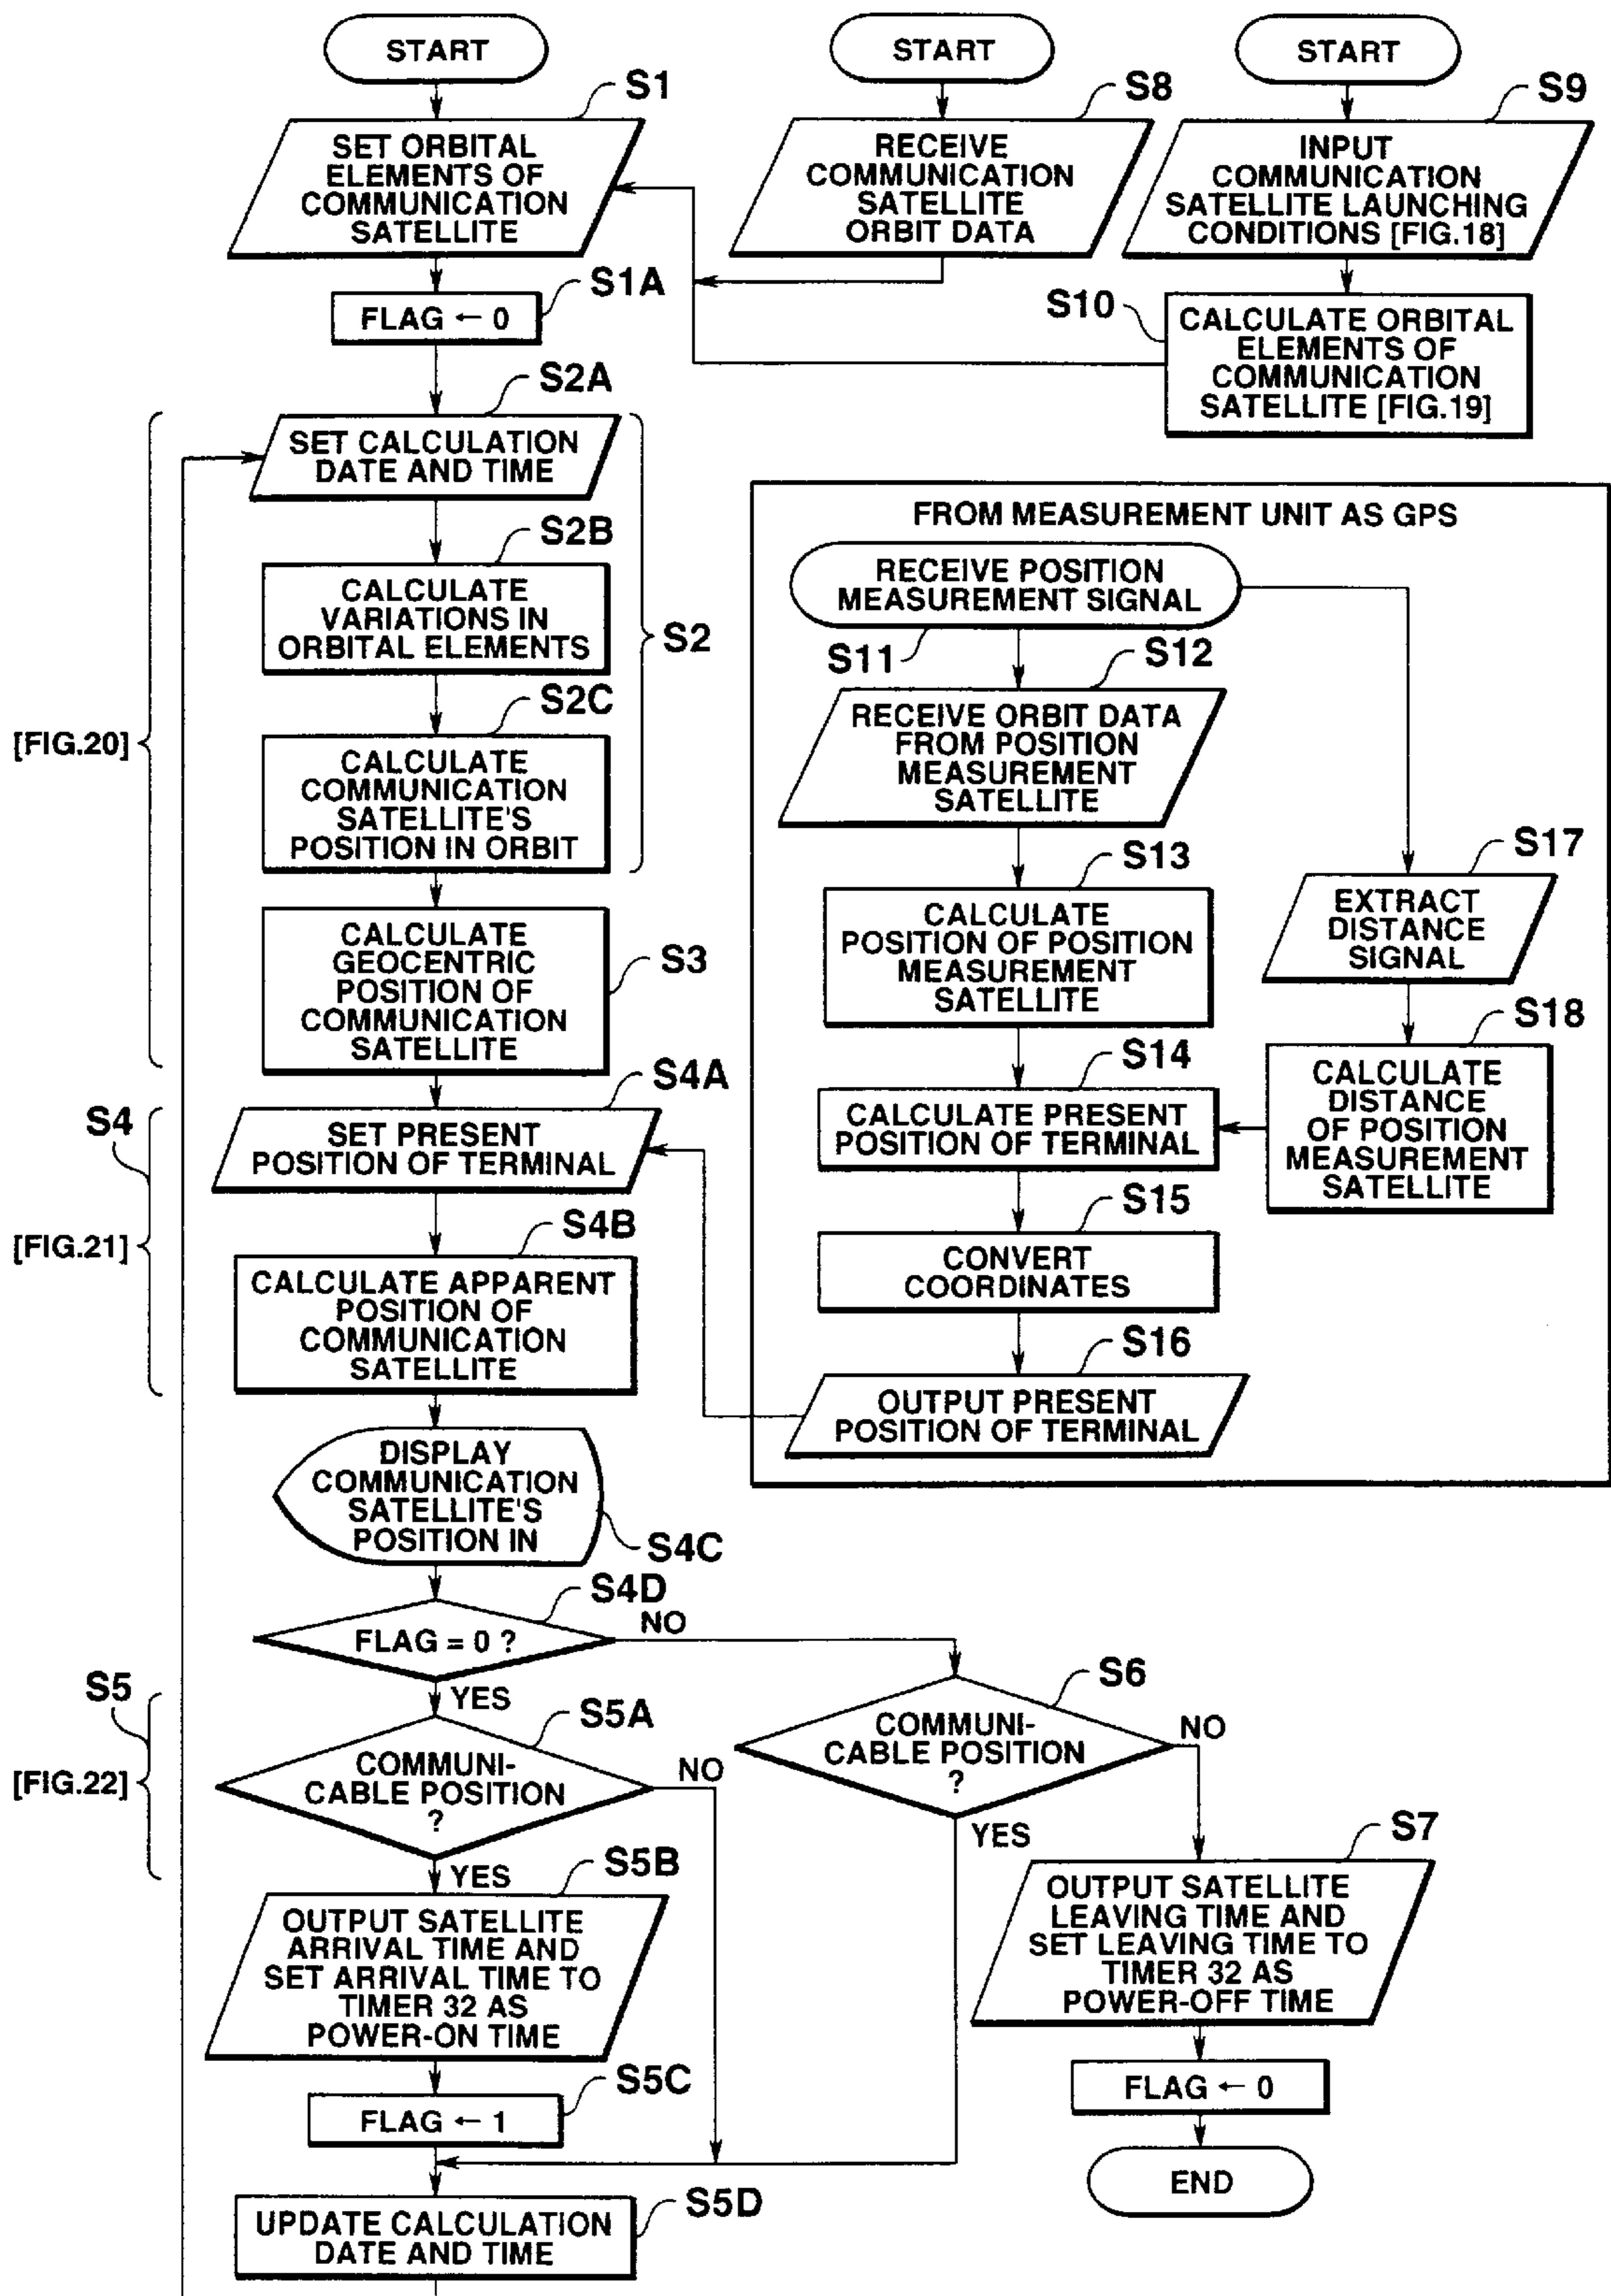 START
S1
SET ORBITAL
ELEMENTS OF
COMMUNICATION
SATELLITE
S1A
FLAG ← 0
START
S8
RECEIVE
COMMUNICATION
SATELLITE
ORBIT DATA
START
S9
INPUT
COMMUNICATION
SATELLITE LAUNCHING
CONDITIONS [FIG.18]
S10
CALCULATE ORBITAL
ELEMENTS OF
COMMUNICATION
SATELLITE [FIG.19]
[FIG.20]
S2A
SET CALCULATION
DATE AND TIME
S2B
CALCULATE
VARIATIONS IN
ORBITAL ELEMENTS
S2
S2C
CALCULATE
COMMUNICATION
SATELLITE'S
POSITION IN ORBIT
CALCULATE
GEOCENTRIC
POSITION OF
COMMUNICATION
SATELLITE
S3
S4
[FIG.21]
S4A
SET PRESENT
POSITION OF TERMINAL
S4B
CALCULATE APPARENT
POSITION OF
COMMUNICATION
SATELLITE
FROM MEASUREMENT UNIT AS GPS
RECEIVE POSITION
MEASUREMENT SIGNAL
S11
S12
RECEIVE ORBIT DATA
FROM POSITION
MEASUREMENT
SATELLITE
S13
CALCULATE
POSITION OF POSITION
MEASUREMENT
SATELLITE
S14
CALCULATE PRESENT
POSITION OF TERMINAL
S15
CONVERT
COORDINATES
S16
OUTPUT PRESENT
POSITION OF TERMINAL
S17
EXTRACT
DISTANCE
SIGNAL
S18
CALCULATE
DISTANCE
OF POSITION
MEASUREMENT
SATELLITE
DISPLAY
COMMUNICATION
SATELLITE'S
POSITION IN
S4C
S4D
FLAG = 0 ?
NO
YES
S5
[FIG.22]
S5A
COMMUNI-
CABLE POSITION
?
NO
YES
S5B
OUTPUT SATELLITE
ARRIVAL TIME AND
SET ARRIVAL TIME TO
TIMER 32 AS
POWER-ON TIME
S5C
FLAG ← 1
S5D
UPDATE CALCULATION
DATE AND TIME
S6
COMMUNI-
CABLE POSITION
?
NO
YES
S7
OUTPUT SATELLITE
LEAVING TIME AND
SET LEAVING TIME TO
TIMER 32 AS
POWER-OFF TIME
FLAG ← 0
END